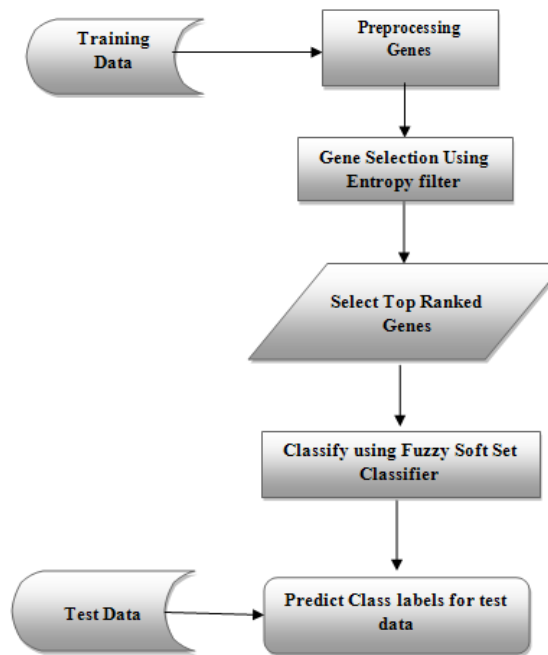 Training
Data
Preprocessing
Genes
Gene Selection Using
Entropy filter
Select Top Ranked
Genes
Classify using Fuzzy Soft Set
Classifier
Test Data
Predict Class labels for test
data